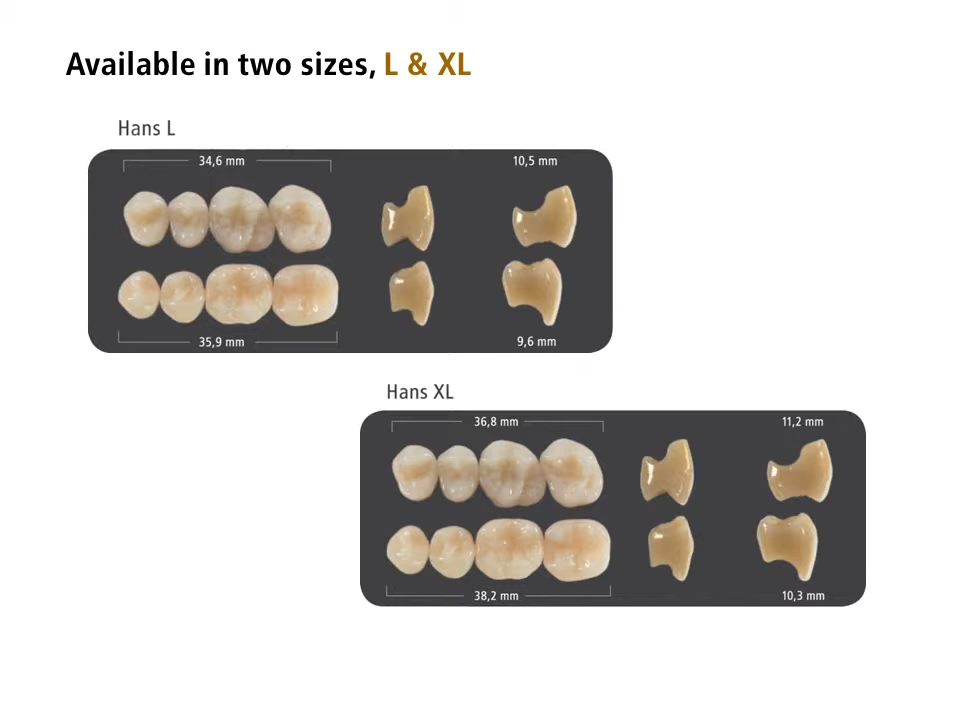 Available in two sizes, L & XL
Hans L
34,6 mm
10,5 mm
35,9 mm
9,6 mm
Hans XL
36,8 mm
11,2 mm
38,2 mm
10,3 mm